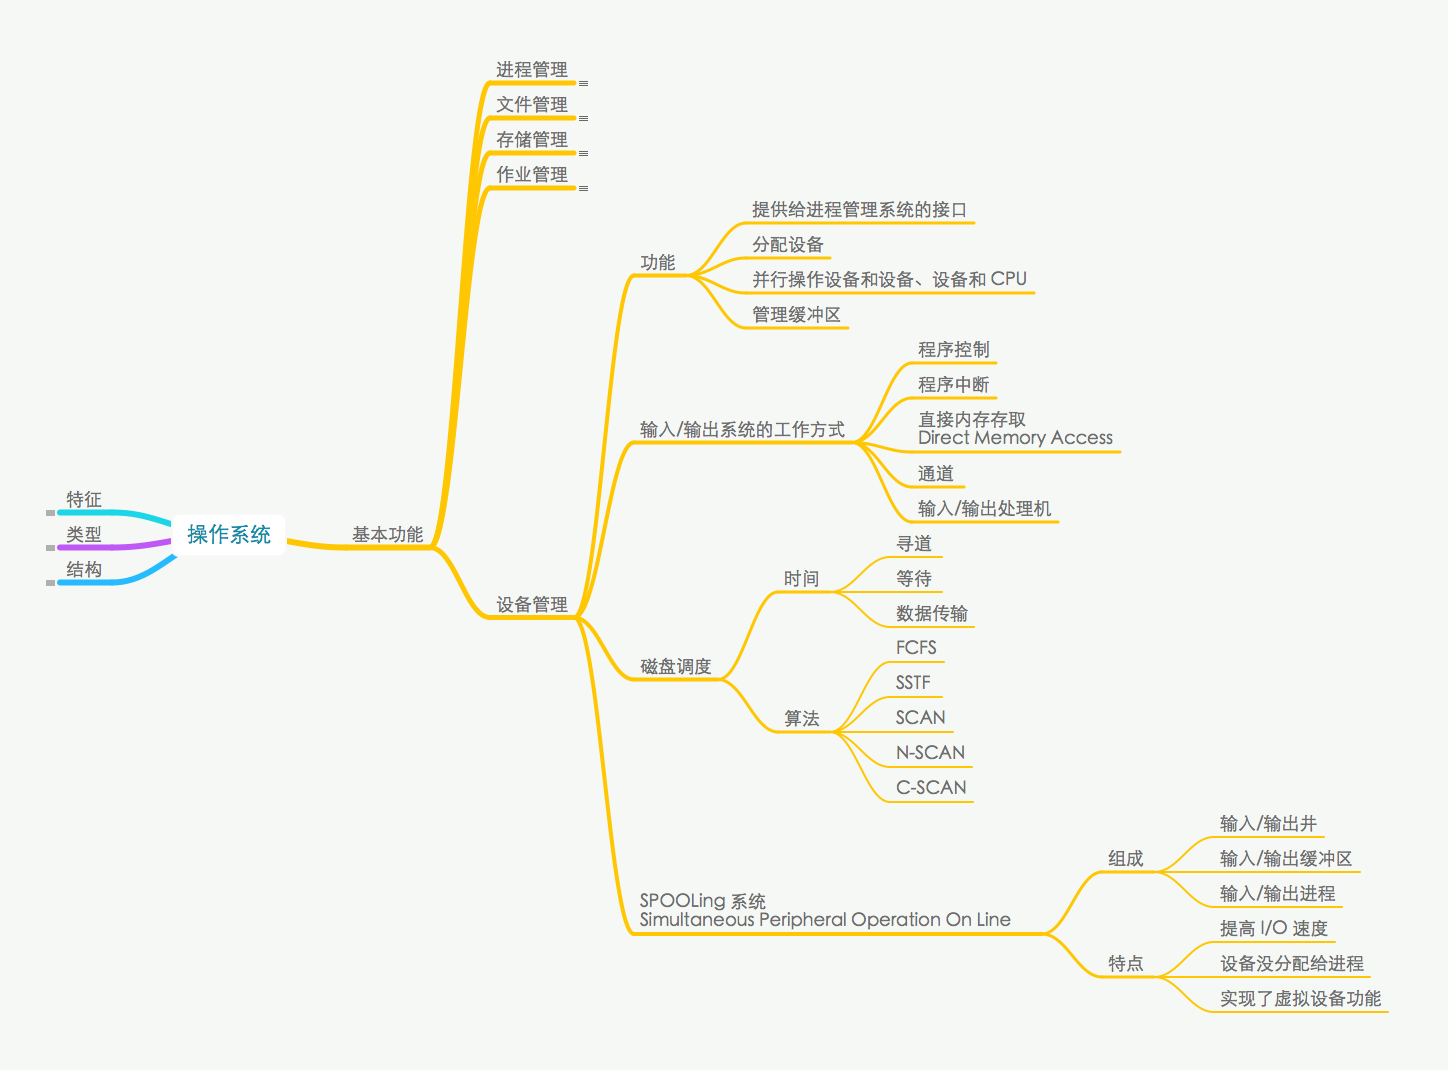 进程管理
文件管理
存储管理
作业管理
提供给进程管理系统的接口
分配设备
功能
并行操作设备和设备、设备和 CPU
管理缓冲区
程序控制
程序中断
直接内存存取
Direct Memory Access
输入/输出系统的工作方式
通道
输入/输出处理机
特征
类型
结构
操作系统
基本功能
设备管理
寻道
时间
等待
数据传输
磁盘调度
FCFS
SSTF
算法
SCAN
N-SCAN
C-SCAN
SPOOLing 系统
Simultaneous Peripheral Operation On Line
输入/输出井
组成
输入/输出缓冲区
输入/输出进程
提高 I/O 速度
特点
设备没分配给进程
实现了虚拟设备功能